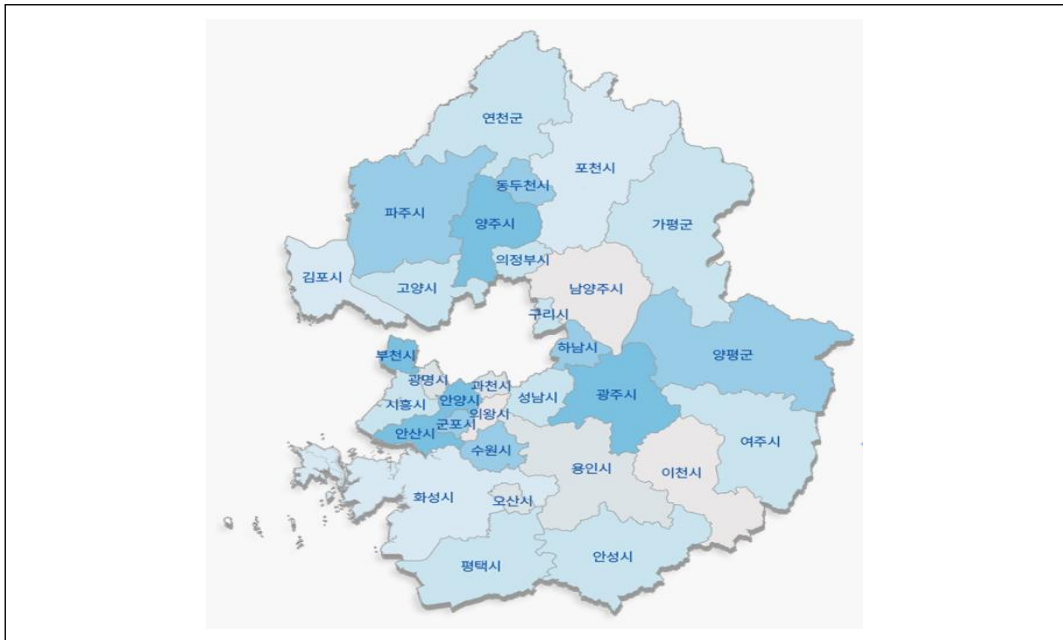 연천군
포천시
동두천시
파주시
양주시
가평군
의정부시
김포시
고양시
남양주시
구리시
하남시
양평군
부천시
광명시
과천시
시흥시
안양시
성남시
광주시
의왕시
군포시
안산시
여주시
수원시
용인시
이천시
화성시
오산서
평택시
안성시